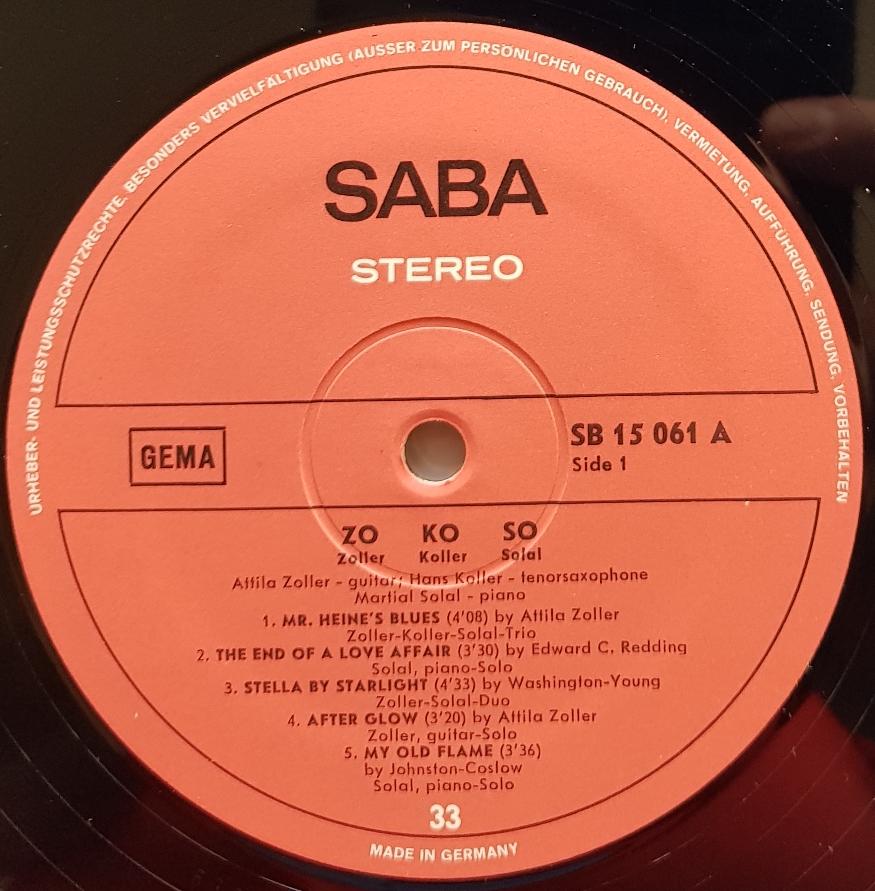 URHEBER- UND LEISTUNGSSCHUTZRECHTE, BESONDERS VERVIELFÄLTIGUNG (AUSSER ZUM PERSÖNLICHEN GEBRAUCH), VERMIETUNG, AUFFÜHRUNG, SENDUNG, VORBEHALTEN
SABA
STEREO
GEMA
SB 15 061 A
Side 1
ZO KO SO
Zoller Koller Solal
Attila Zoller - guitar; Hans Koller - tenorsaxophone
Martial Solal - piano
1. MR. HEINE'S BLUES (4'08) by Attila Zoller
Zoller-Koller-Solal-Trio
2. THE END OF A LOVE AFFAIR (3'30) by Edward C. Redding
Solal, piano-Solo
3. STELLA BY STARLIGHT (4'33) by Washington-Young
Zoller-Solal-Duo
4. AFTER GLOW (3'20) by Attila Zoller
Zoller, guitar-Solo
5. MY OLD FLAME (3'36)
by Johnston-Coslow
Solal, piano-Solo
33
MADE IN GERMANY